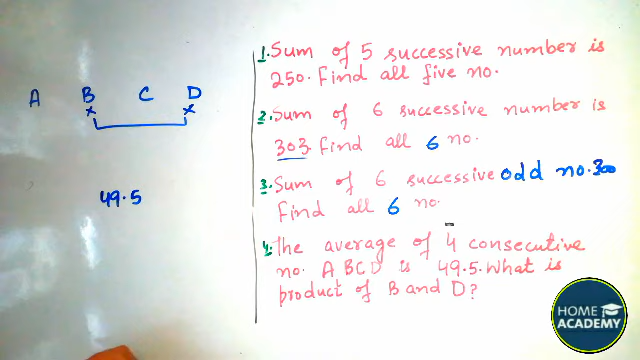 A B C D
× ×
49.5
1. Sum of 5 successive number is
250. Find all five no.
2. Sum of 6 successive number is
303. Find all 6 no.
3. Sum of 6 successive odd no. 300
Find all 6 no.
4. The average of 4 consecutive
no. A BCD is 49.5. What is
product of B and D?
HOME
ACADEMY